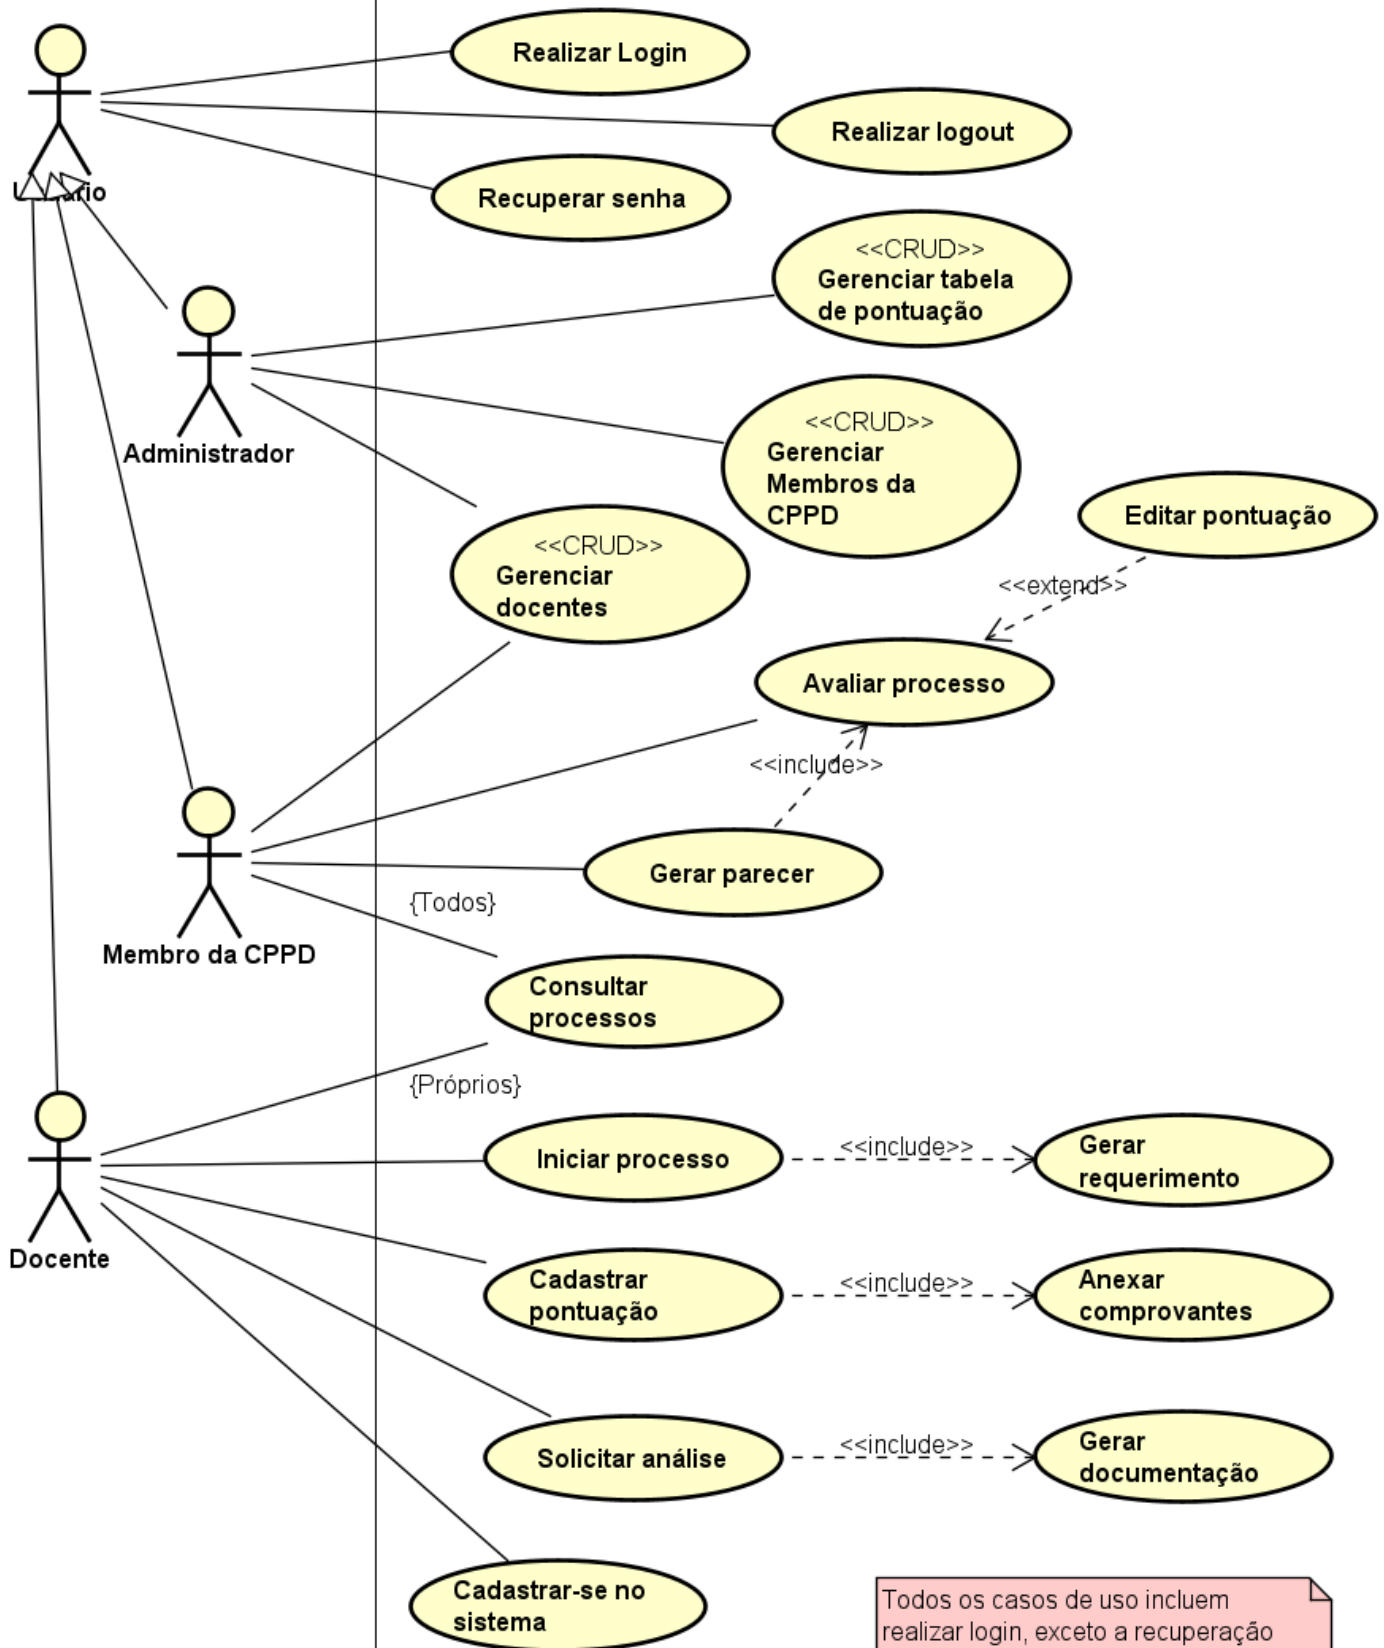 Realizar Login
Realizar logout
Usuário
Recuperar senha
<<CRUD>>
Gerenciar tabela
de pontuação
Administrador
<<CRUD>>
Gerenciar
Membros da
CPPD
Editar pontuação
<<CRUD>>
Gerenciar
docentes
<<extend>>
Avaliar processo
<<include>>
Gerar parecer
{Todos}
Membro da CPPD
Consultar
processos
{Próprios}
Iniciar processo
<<include>>
Gerar
requerimento
Docente
Cadastrar
pontuação
<<include>>
Anexar
comprovantes
Solicitar análise
<<include>>
Gerar
documentação
Cadastrar-se no
sistema
Todos os casos de uso incluem
realizar login, exceto a recuperação